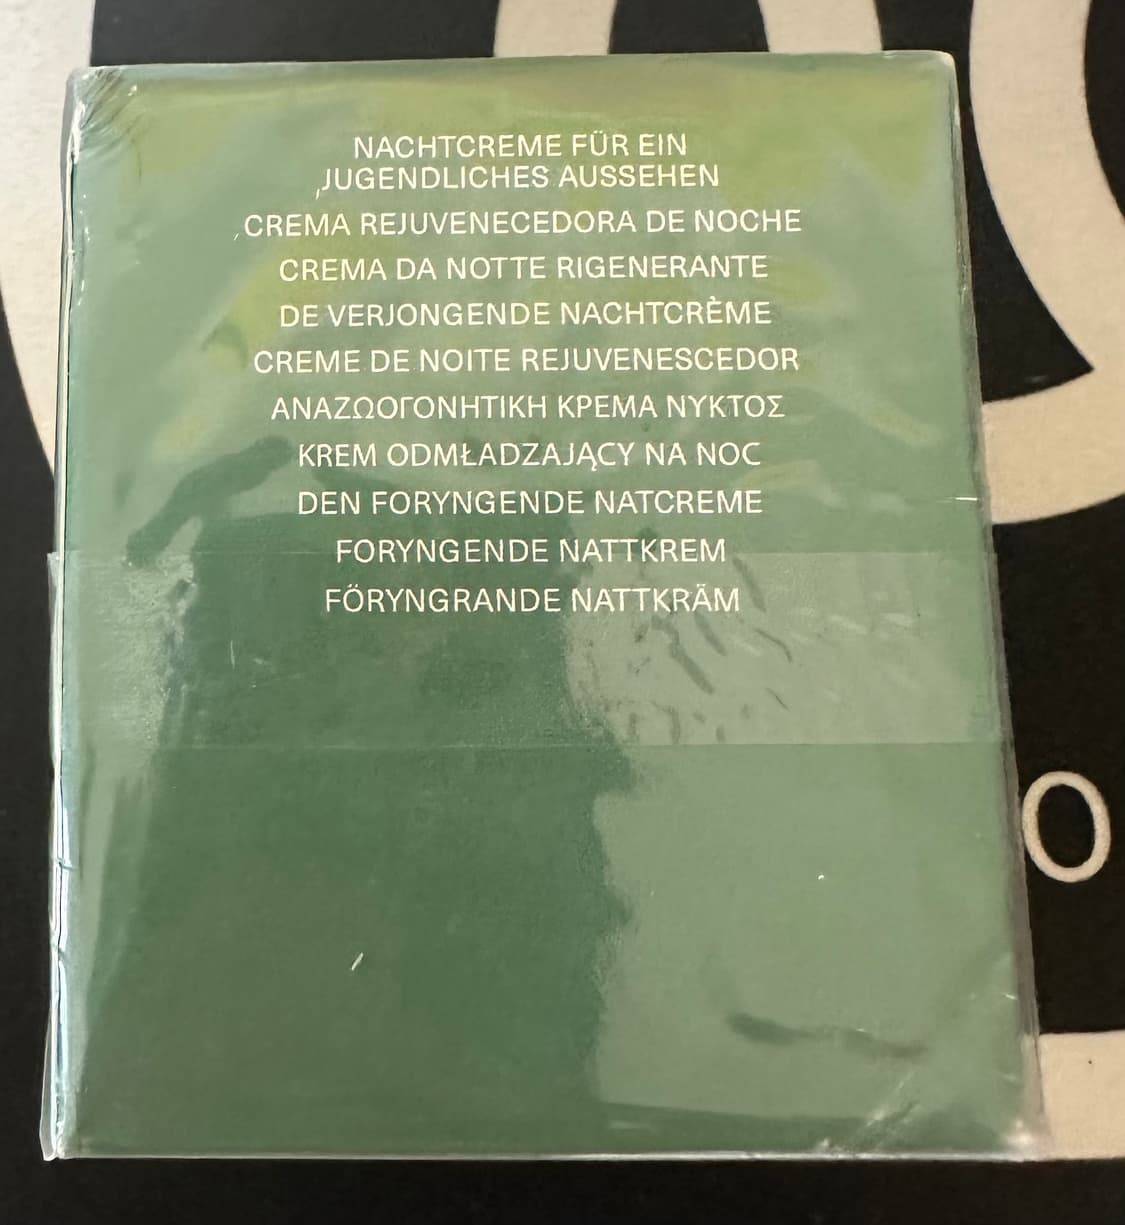 NACHTCREME FÜR EIN
JUGENDLICHES AUSSEHEN
CREMA REJUVENECEDORA DE NOCHE
CREMA DA NOTTE RIGENERANTE
DE VERJONGENDE NACHTCRÈME
CREME DE NOITE REJUVENESCEDOR
ΑΝΑΖΩΟΓΟΝΗΤΙΚΗ ΚΡΕΜΑ ΝΥΚΤΟΣ
KREM ODMŁADZAJĄCY NA NOC
DEN FORYNGENDE NATCREME
FORYNGENDE NATTKREM
FÖRYNGRANDE NATTKRÄM